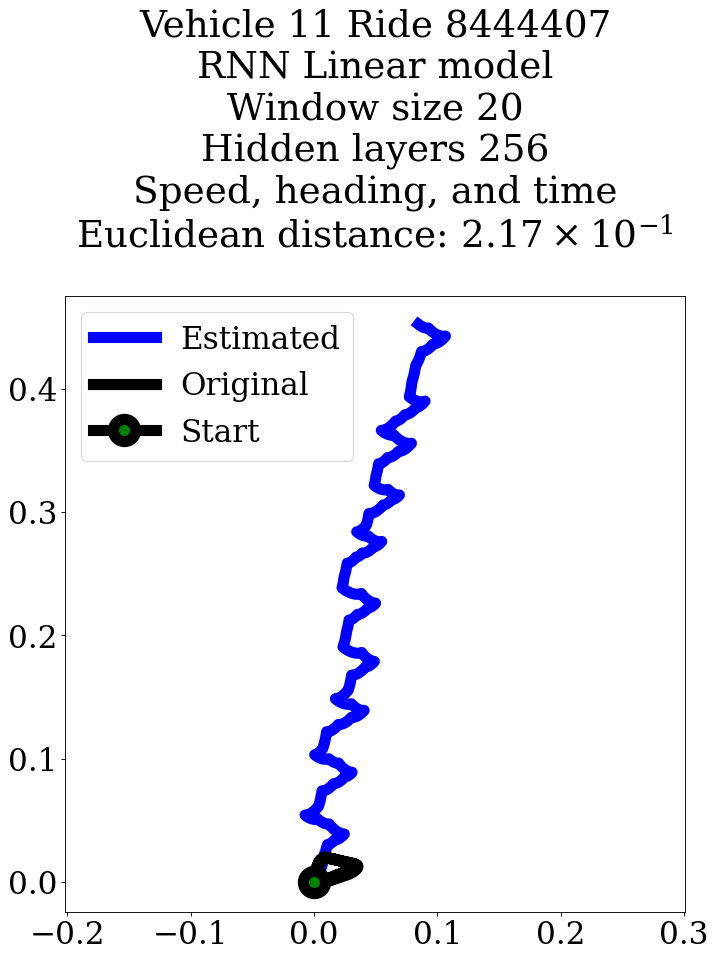 Vehicle 11 Ride 8444407
RNN Linear model
Window size 20
Hidden layers 256
Speed, heading, and time
Euclidean distance: 2.17 × 10⁻¹
Estimated
Original
Start
0.4
0.3
0.2
0.1
0.0
−0.2 −0.1 0.0 0.1 0.2 0.3